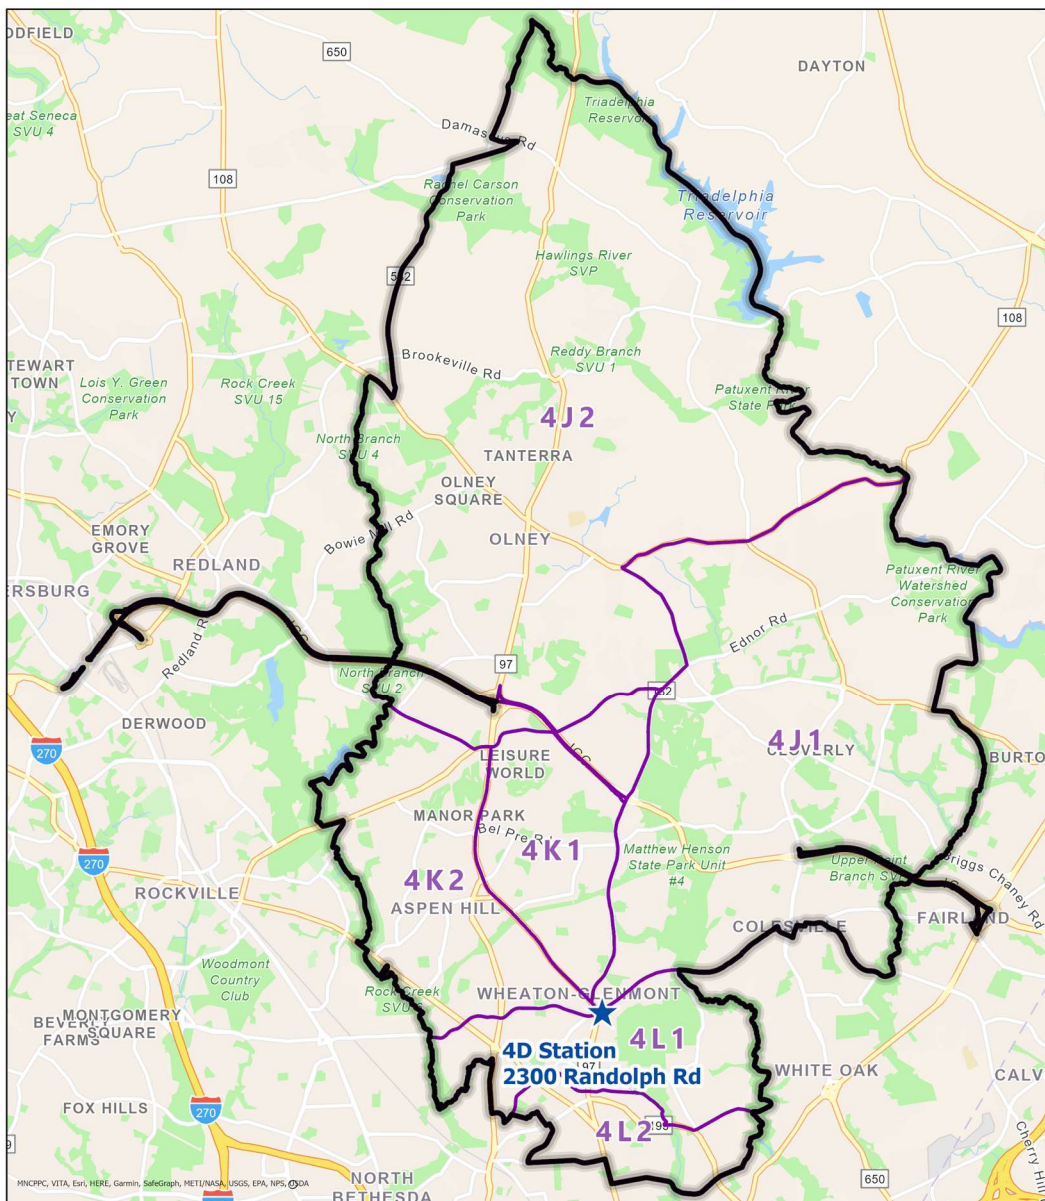 ODFIELD
650
DAYTON
eat Seneca
SVU 4
Triadelphia
Reservoir
Damascus Rd
108
Rachel Carson
Conservation
Park
Triadelphia
Reservoir
Hawlings River
SVP
108
TEWART
TOWN
Lois Y. Green
Conservation
Park
Rock Creek
SVU 15
Brookeville Rd
Reddy Branch
SVU 1
Patuxent River
State Park
4J2
North Branch
SVU 4
TANTERRA
OLNEY
SQUARE
EMORY
GROVE
Bowie Mill Rd
OLNEY
REDLAND
ERSBURG
Patuxent River
Watershed
Conservation
Park
Redland R
ICC
Ednor Rd
97
North Branch
SVU 2
182
DERWOOD
270
4J1
CLOVERLY
LEISURE
WORLD
ICC
BURTO
MANOR PARK
Bel Pre Rd
4K1
Matthew Henson
State Park Unit
#4
270
Upper Paint
Branch SVP
Briggs Chaney Rd
ROCKVILLE
4K2
ASPEN HILL
COLESVILLE
FAIRLAND
Woodmont
Country
Club
Rock Creek
WHEATON-GLENMONT
BEVERLY
FARMS
MONTGOMERY
SQUARE
4L1
4D Station
2300 Randolph Rd
97
WHITE OAK
CALV
FOX HILLS
270
4L2
193
Cherry Hill
9
650
NORTH
BETHESDA
MNCPPC, VITA, Esri, HERE, Garmin, SafeGraph, METI/NASA, USGS, EPA, NPS, USDA